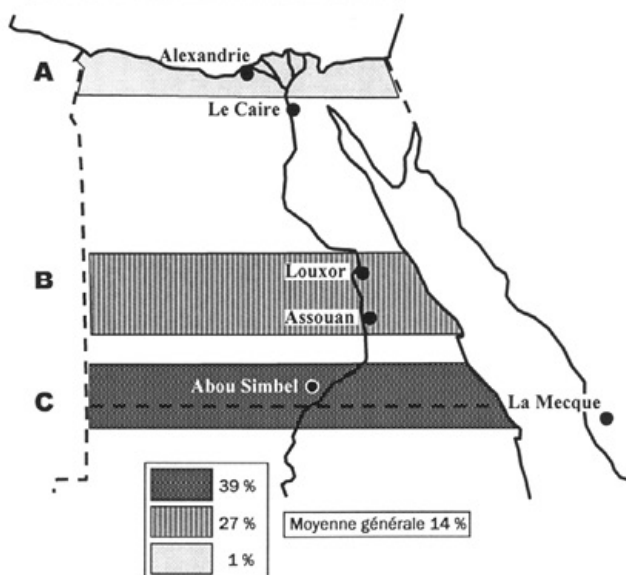 Alexandrie
A
Le Caire
B
Louxor
Assouan
Abou Simbel
C
La Mecque
39 %
27 %
Moyenne générale 14 %
1 %